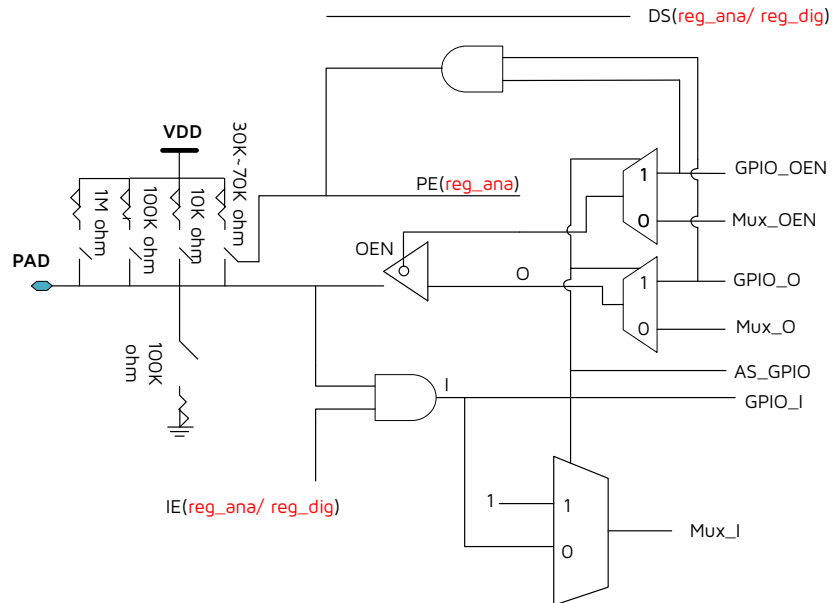 DS(reg_ana/ reg_dig)
VDD
30K~70K ohm
10K ohm
100K ohm
1M ohm
PE(reg_ana)
1
GPIO_OEN
0
Mux_OEN
OEN
PAD
O
1
GPIO_O
0
Mux_O
100K
ohm
AS_GPIO
I
GPIO_I
IE(reg_ana/ reg_dig)
1
1
0
Mux_I